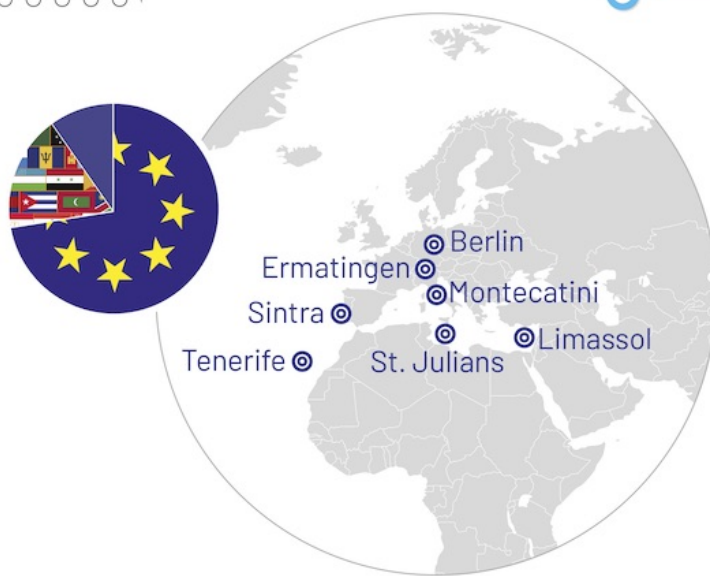 Berlin
Ermatingen
Montecatini
Sintra
Limassol
Tenerife
St. Julians